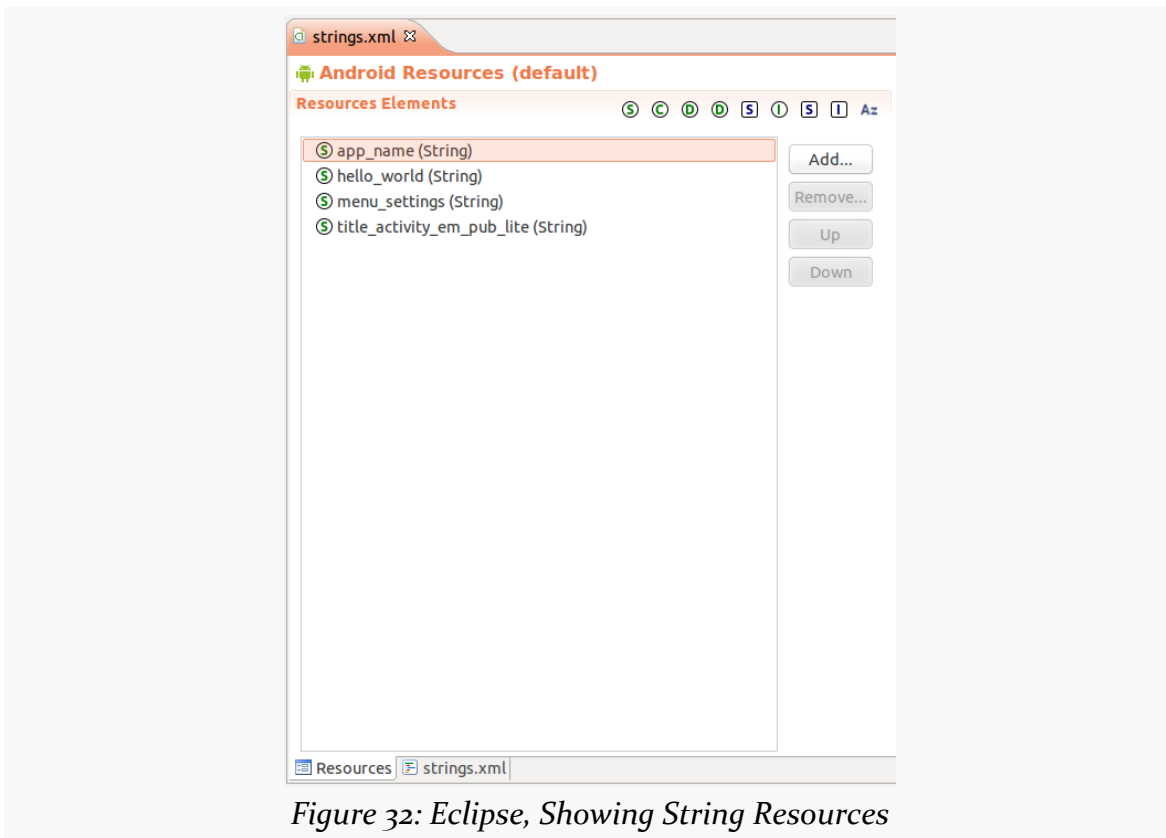 strings.xml
Android Resources (default)
Resources Elements
S C D D S I S I Az
app_name (String)
S hello_world (String)
S menu_settings (String)
S title_activity_em_pub_lite (String)
Add...
Remove...
Up
Down
Resources strings.xml
Figure 32: Eclipse, Showing String Resources